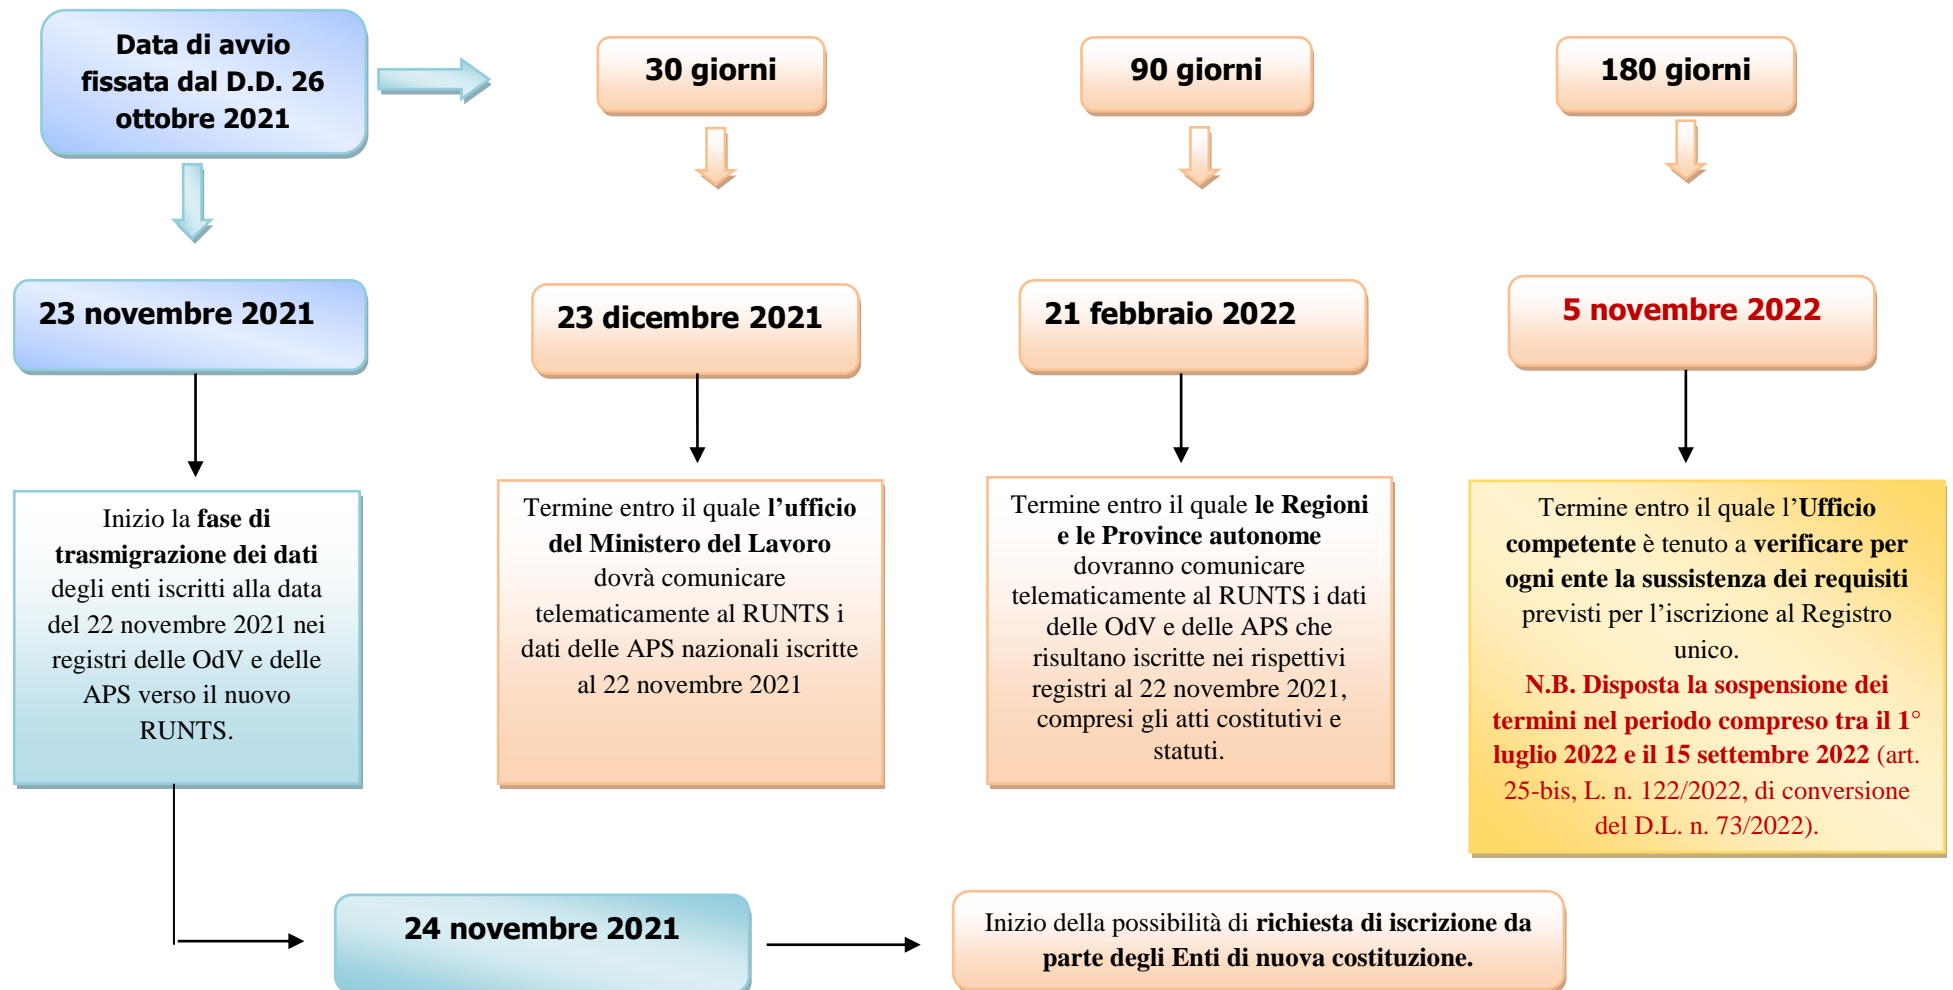 Data di avvio
fissata dal D.D. 26
ottobre 2021
30 giorni
90 giorni
180 giorni
23 novembre 2021
23 dicembre 2021
21 febbraio 2022
5 novembre 2022
Inizio la fase di
trasmigrazione dei dati
degli enti iscritti alla data
del 22 novembre 2021 nei
registri delle OdV e delle
APS verso il nuovo
RUNTS.
Termine entro il quale l’ufficio
del Ministero del Lavoro
dovrà comunicare
telematicamente al RUNTS i
dati delle APS nazionali iscritte
al 22 novembre 2021
Termine entro il quale le Regioni
e le Province autonome
dovranno comunicare
telematicamente al RUNTS i dati
delle OdV e delle APS che
risultano iscritte nei rispettivi
registri al 22 novembre 2021,
compresi gli atti costitutivi e
statuti.
Termine entro il quale l’Ufficio
competente è tenuto a verificare per
ogni ente la sussistenza dei requisiti
previsti per l’iscrizione al Registro
unico.
N.B. Disposta la sospensione dei
termini nel periodo compreso tra il 1°
luglio 2022 e il 15 settembre 2022 (art.
25-bis, L. n. 122/2022, di conversione
del D.L. n. 73/2022).
24 novembre 2021
Inizio della possibilità di richiesta di iscrizione da
parte degli Enti di nuova costituzione.